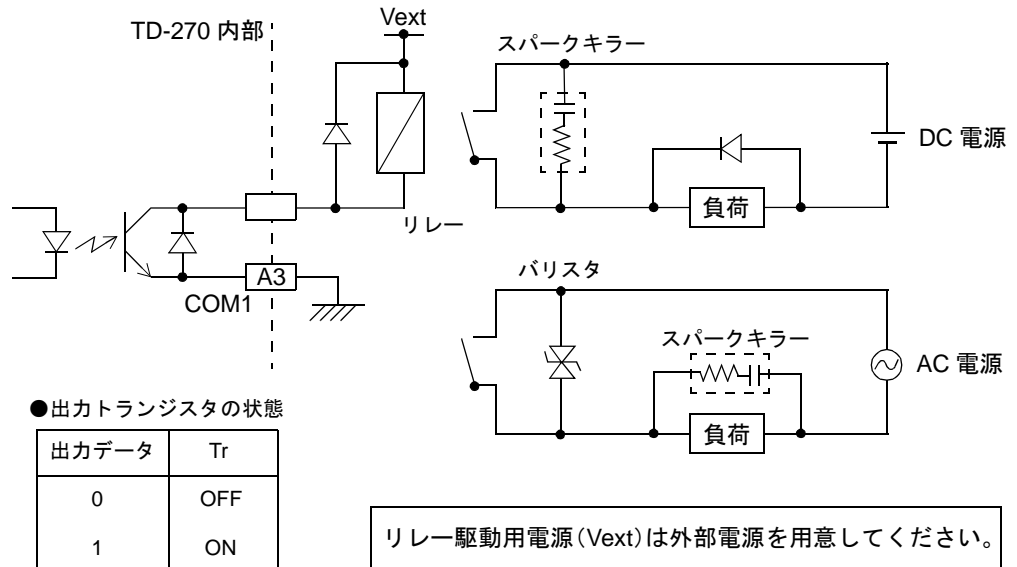 TD-270 内部
Vext
リレー
A3
COM1
スパークキラー
DC 電源
負荷
バリスタ
スパークキラー
AC 電源
負荷
●出力トランジスタの状態
出力データ Tr
0 OFF
1 ON
リレー駆動用電源(Vext)は外部電源を用意してください。